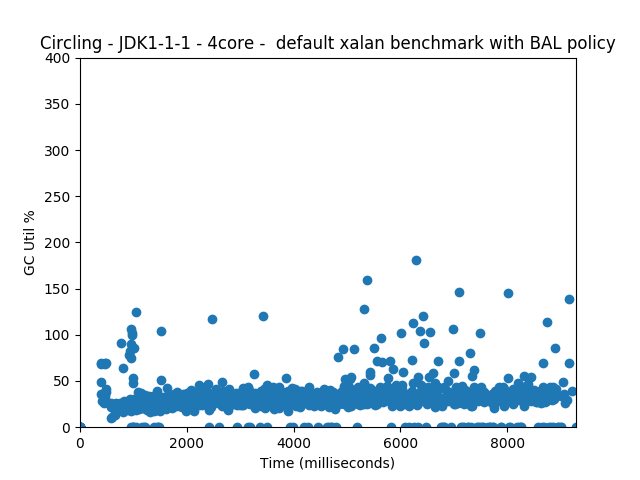 Circling - JDK1-1-1 - 4core -  default xalan benchmark with BAL policy
400
350
300
250
200
150
100
50
0
GC Util %
0 2000 4000 6000 8000
Time (milliseconds)